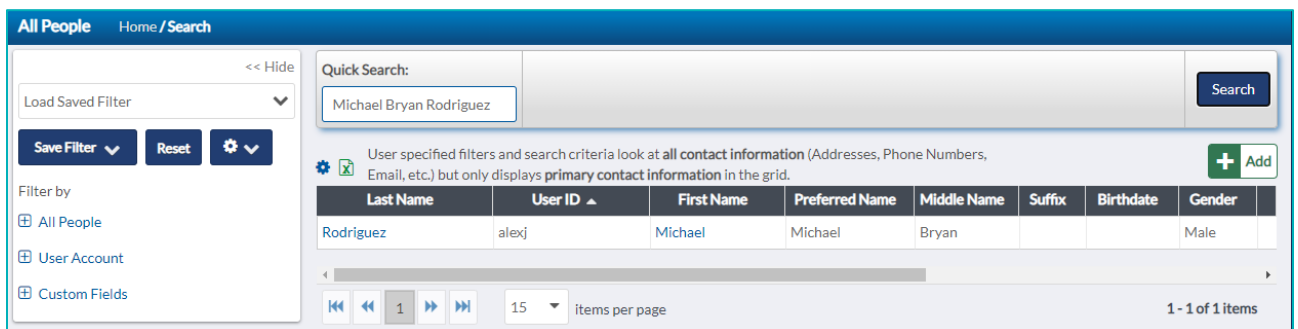 All People Home / Search
<< Hide
Load Saved Filter
Save Filter Reset
Filter by
All People
User Account
Custom Fields
Quick Search:
Michael Bryan Rodriguez
Search
User specified filters and search criteria look at all contact information (Addresses, Phone Numbers,
Email, etc.) but only displays primary contact information in the grid.
Add
Last Name User ID First Name Preferred Name Middle Name Suffix Birthdate Gender
Rodriguez alexj Michael Michael Bryan Male
1 15 items per page 1 - 1 of 1 items